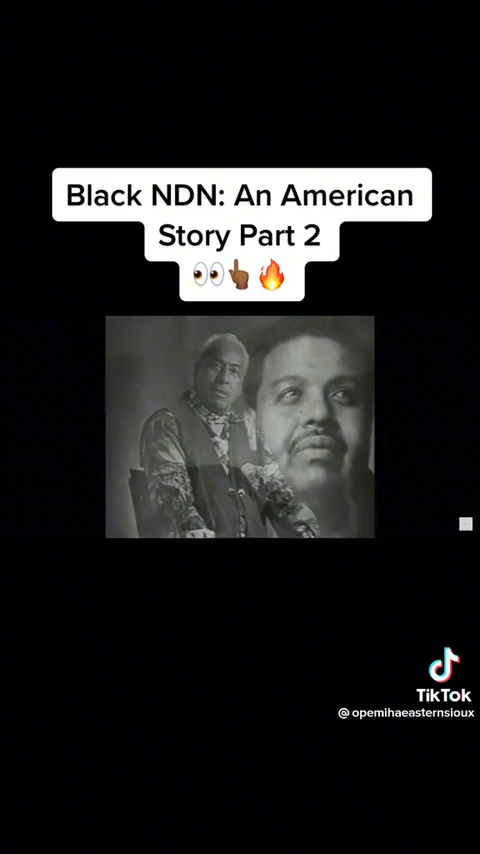 Black NDN: An American
Story Part 2
👀👆🏾🔥
TikTok
@opemihaeasternsioux